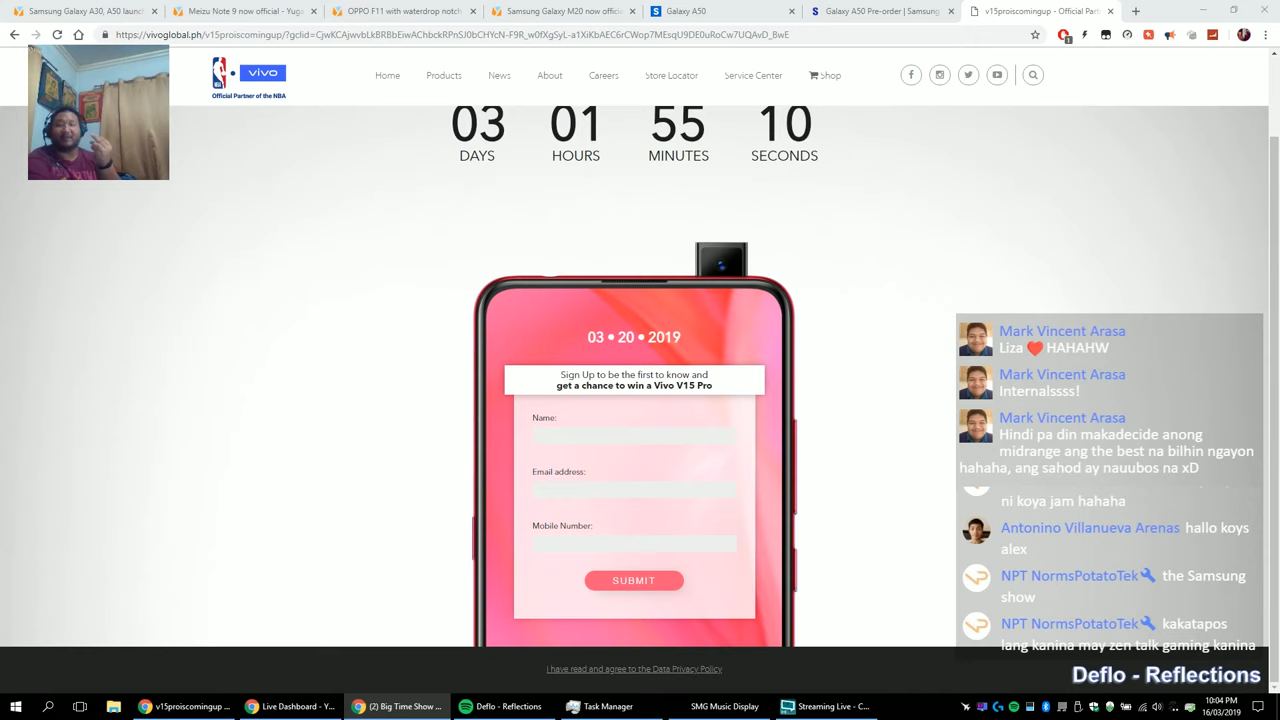 Samsung Galaxy A30, A50 launch
Meizu Note 9 now official - Yuga
OPPO F11 with waterdrop notch
Samsung Galaxy M20 now offici
Galaxy A50
Galaxy A50 Pre-order | Samsung
v15proiscomingup - Official Part
https://vivoglobal.ph/v15proiscomingup/?gclid=CjwKCAjwvbLkBRBbEiwAChbckRPnSJ0bCHYcN-F9R_w0fXgSyL-a1XiKbAEC6rCWop7MEsqU9DE0uRoCw7UQAvD_BwE
vivo
Official Partner of the NBA
Home
Products
News
About
Careers
Store Locator
Service Center
Shop
03 01 55 10
DAYS HOURS MINUTES SECONDS
03 • 20 • 2019
Sign Up to be the first to know and
get a chance to win a Vivo V15 Pro
Name:
Email address:
Mobile Number:
SUBMIT
I have read and agree to the Data Privacy Policy
Mark Vincent Arasa
Liza ❤️ HAHAHW
Mark Vincent Arasa
Internalssss!
Mark Vincent Arasa
Hindi pa din makadecide anong
midrange ang the best na bilhin ngayon
hahaha, ang sahod ay nauubos na xD
ni koya jam hahaha
Antonino Villanueva Arenas hallo koys
alex
NPT NormsPotatoTek the Samsung
show
NPT NormsPotatoTek kakatapos
lang kanina may zen talk gaming kanina
Deflo - Reflections
v15proiscomingup ...
Live Dashboard - Y...
(2) Big Time Show ...
Deflo - Reflections
Task Manager
SMG Music Display
Streaming Live - C...
10:04 PM
16/03/2019